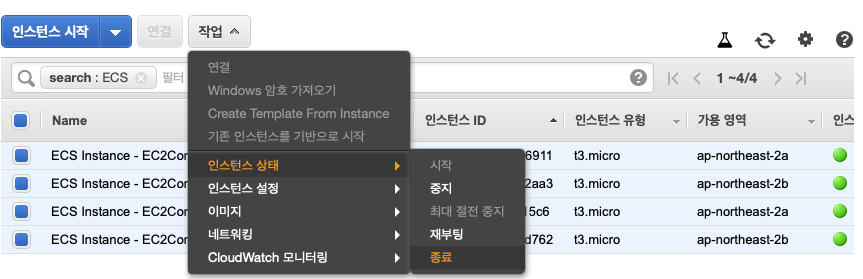 인스턴스 시작 연결 작업
search : ECS 필터 1 ~4/4
연결
Windows 암호 가져오기
Create Template From Instance
기존 인스턴스를 기반으로 시작
Name 인스턴스 ID 인스턴스 유형 가용 영역 인스
ECS Instance - EC2Con 6911 t3.micro ap-northeast-2a
ECS Instance - EC2Con 2aa3 t3.micro ap-northeast-2b
ECS Instance - EC2Con 15c6 t3.micro ap-northeast-2a
ECS Instance - EC2Con d762 t3.micro ap-northeast-2b
인스턴스 상태
인스턴스 설정
이미지
네트워킹
CloudWatch 모니터링
시작
중지
최대 절전 중지
재부팅
종료